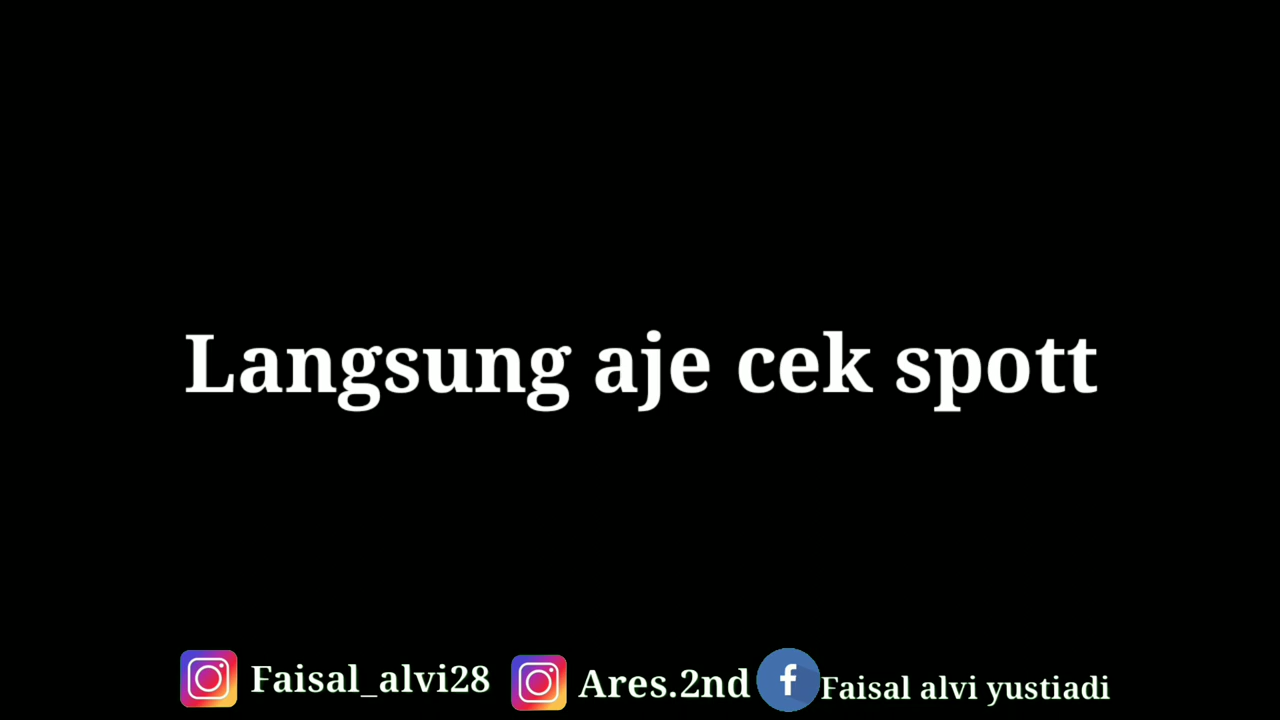 Langsung aje cek spott
Faisal_alvi28 Ares.2nd Faisal alvi yustiadi